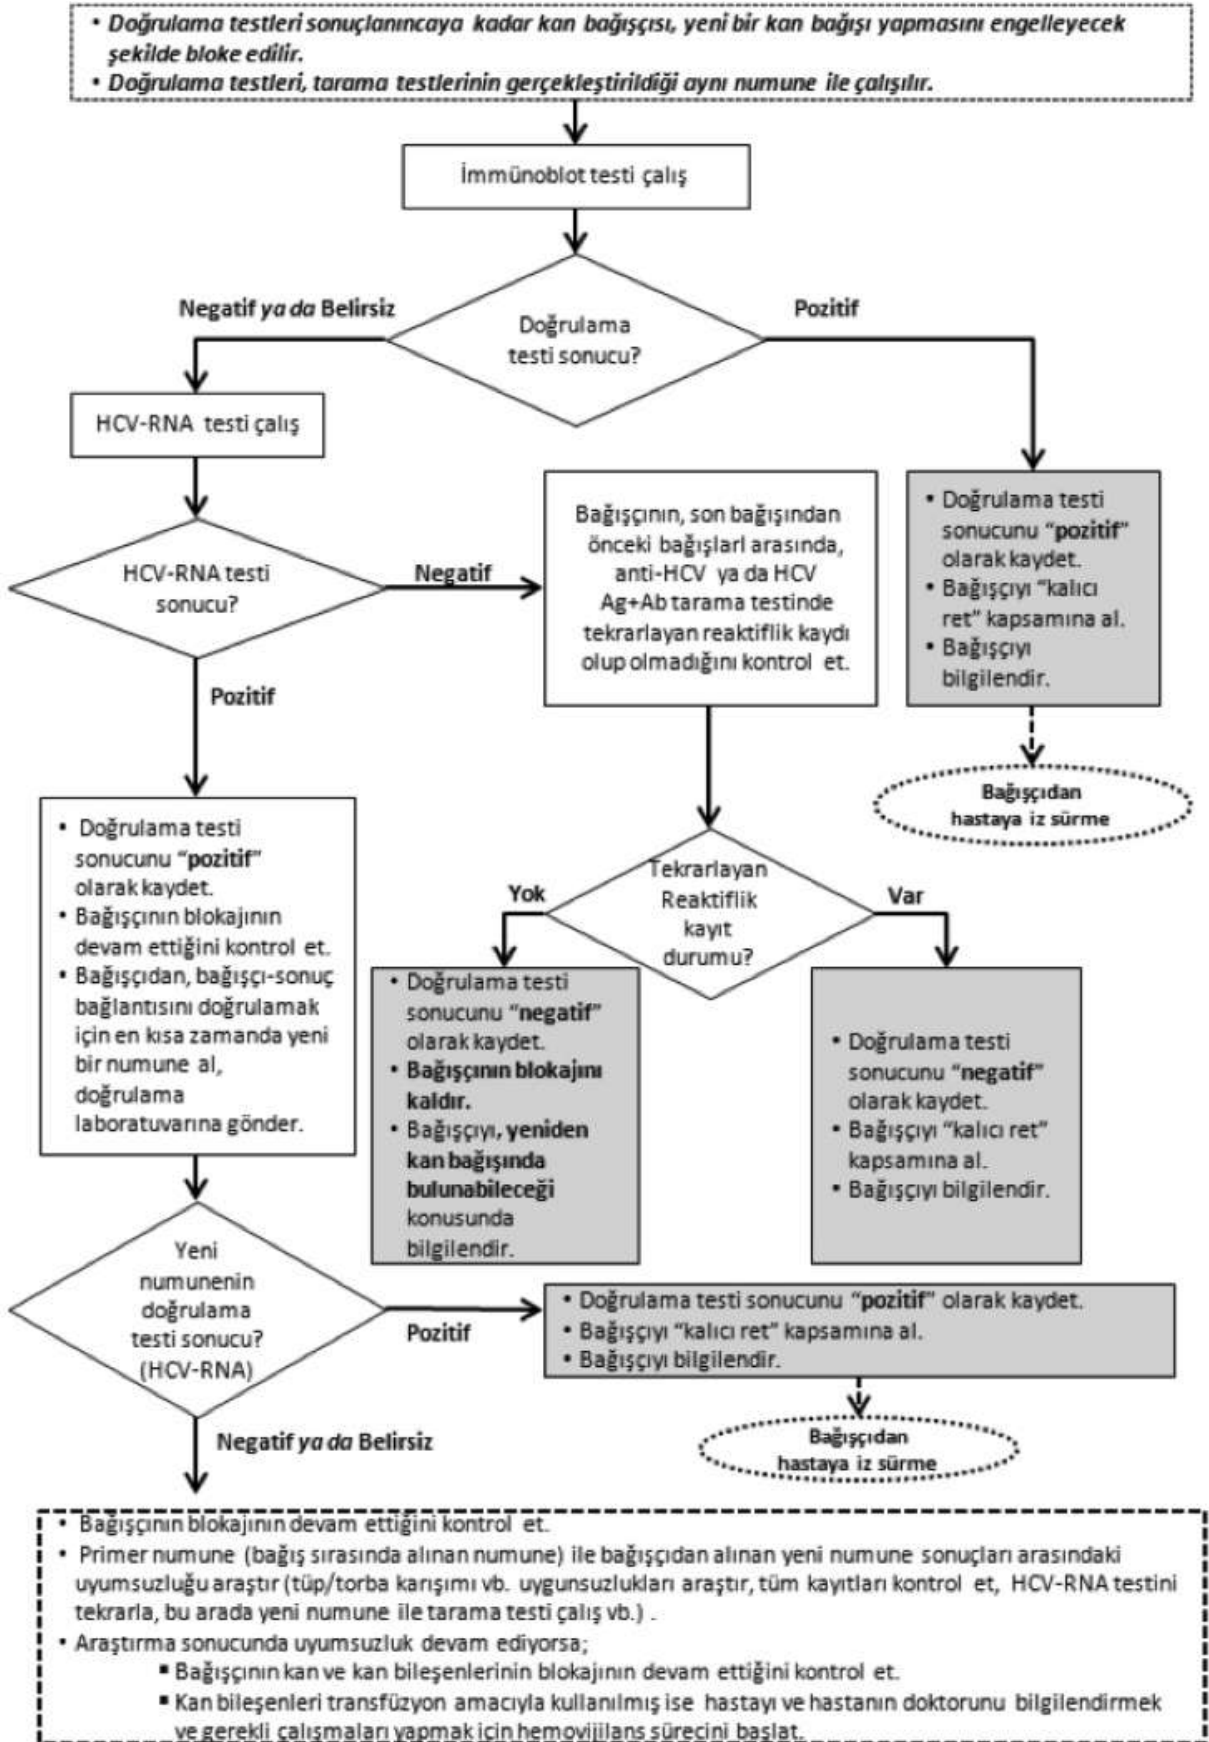 • Doğrulama testleri sonuçlanıncaya kadar kan bağışçısı, yeni bir kan bağışı yapmasını engelleyecek
şekilde bloke edilir.
• Doğrulama testleri, tarama testlerinin gerçekleştirildiği aynı numune ile çalışılır.
İmmünoblot testi çalış
Negatif ya da Belirsiz
Doğrulama
testi sonucu?
Pozitif
HCV-RNA testi çalış
HCV-RNA testi
sonucu?
Negatif
Bağışçının, son bağışından
önceki bağışlarl arasında,
anti-HCV ya da HCV
Ag+Ab tarama testinde
tekrarlayan reaktiflik kaydı
olup olmadığını kontrol et.
• Doğrulama testi
sonucunu “pozitif”
olarak kaydet.
• Bağışçıyı “kalıcı
ret” kapsamına al.
• Bağışçıyı
bilgilendir.
Pozitif
Bağışçıdan
hastaya iz sürme
• Doğrulama testi
sonucunu “pozitif”
olarak kaydet.
• Bağışçının blokajının
devam ettiğini kontrol et.
• Bağışçıdan, bağışçı-sonuç
bağlantısını doğrulamak
için en kısa zamanda yeni
bir numune al,
doğrulama
laboratuvarına gönder.
Yok
Tekrarlayan
Reaktiflik
kayıt
durumu?
Var
• Doğrulama testi
sonucunu “negatif”
olarak kaydet.
• Bağışçının blokajını
kaldır.
• Bağışçıyı, yeniden
kan bağışında
bulunabileceği
konusunda
bilgilendir.
• Doğrulama testi
sonucunu “negatif”
olarak kaydet.
• Bağışçıyı “kalıcı ret”
kapsamına al.
• Bağışçıyı bilgilendir.
Yeni
numunenin
doğrulama
testi sonucu?
(HCV-RNA)
Pozitif
• Doğrulama testi sonucunu “pozitif” olarak kaydet.
• Bağışçıyı “kalıcı ret” kapsamına al.
• Bağışçıyı bilgilendir.
Bağışçıdan
hastaya iz sürme
Negatif ya da Belirsiz
• Bağışçının blokajının devam ettiğini kontrol et.
• Primer numune (bağış sırasında alınan numune) ile bağışçıdan alınan yeni numune sonuçları arasındaki
uyumsuzluğu araştır (tüp/torba karışımı vb. uygunsuzlukları araştır, tüm kayıtları kontrol et, HCV-RNA testini
tekrarla, bu arada yeni numune ile tarama testi çalış vb.) .
• Araştırma sonucunda uyumsuzluk devam ediyorsa;
▪ Bağışçının kan ve kan bileşenlerinin blokajının devam ettiğini kontrol et.
▪ Kan bileşenleri transfüzyon amacıyla kullanılmış ise hastayı ve hastanın doktorunu bilgilendirmek
ve gerekli çalışmaları yapmak için hemovijilans sürecini başlat.